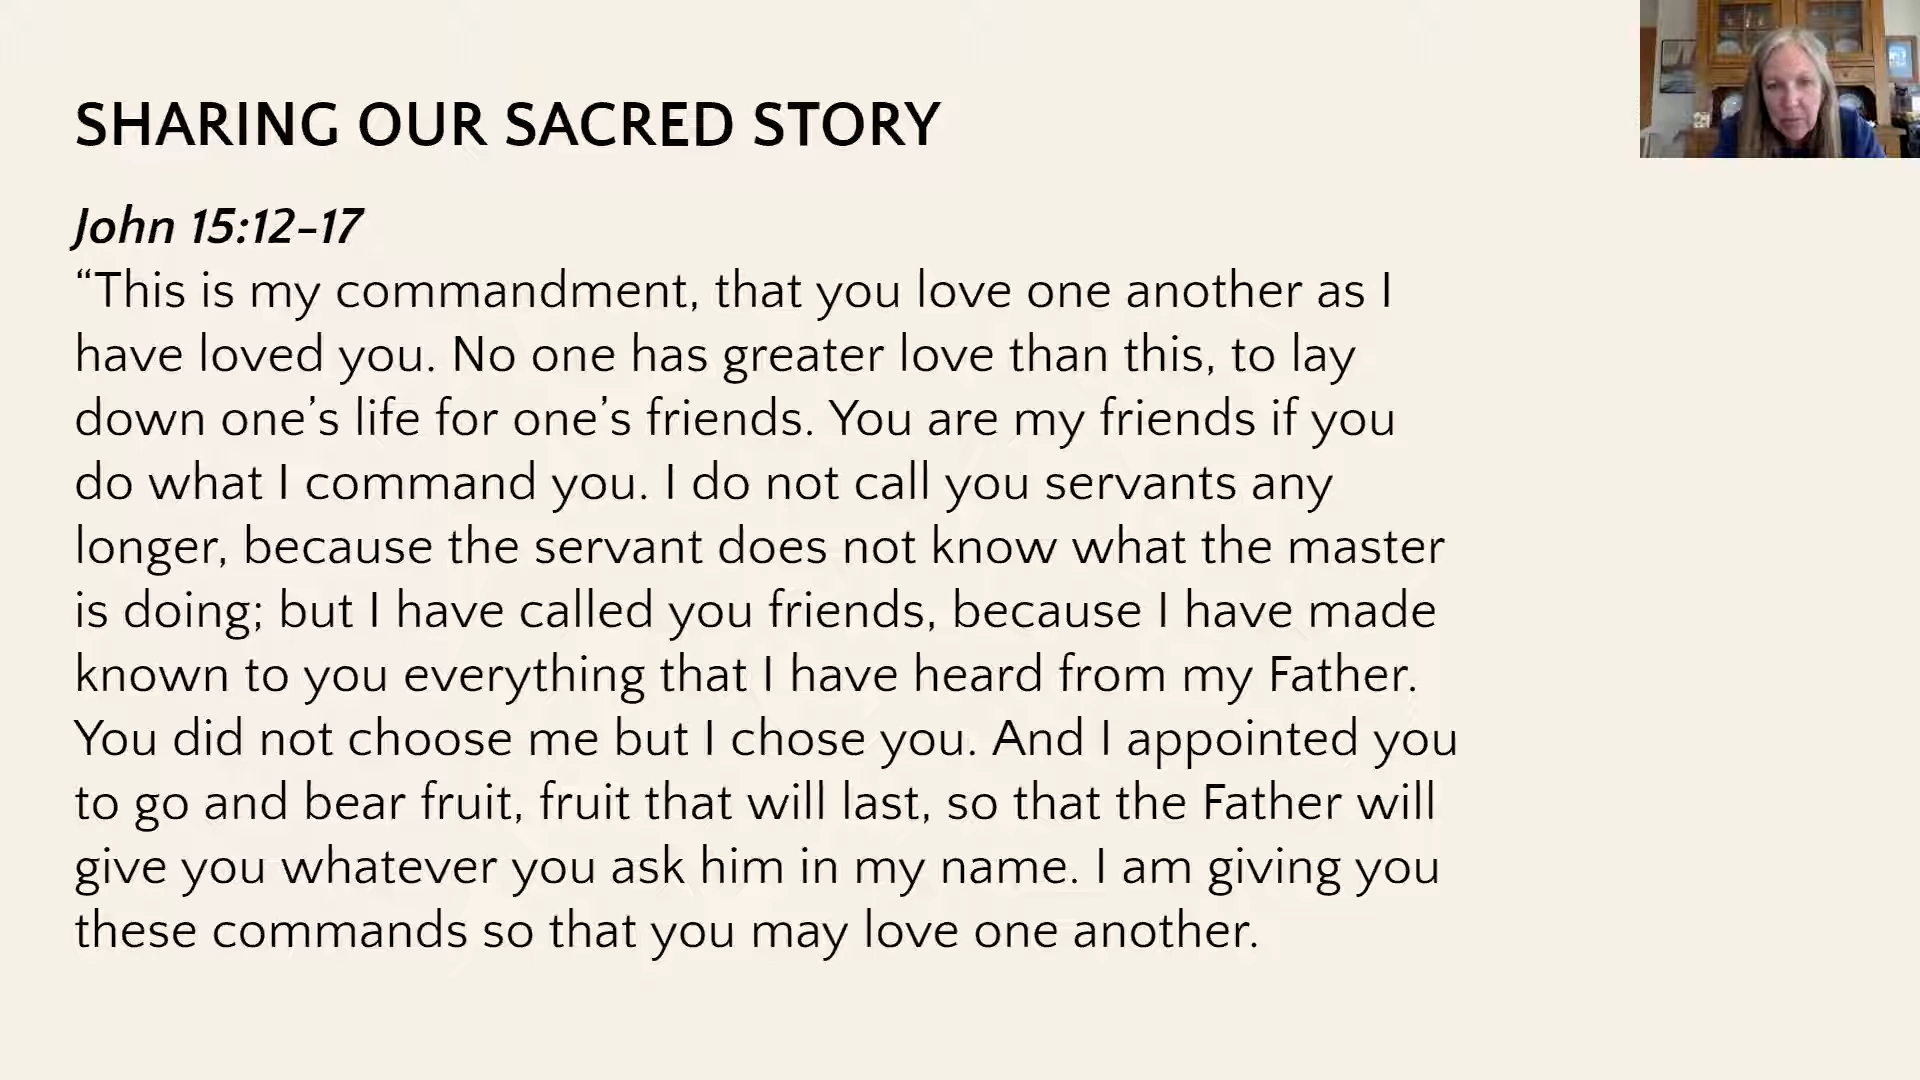 SHARING OUR SACRED STORY
John 15:12–17
“This is my commandment, that you love one another as I
have loved you. No one has greater love than this, to lay
down one’s life for one’s friends. You are my friends if you
do what I command you. I do not call you servants any
longer, because the servant does not know what the master
is doing; but I have called you friends, because I have made
known to you everything that I have heard from my Father.
You did not choose me but I chose you. And I appointed you
to go and bear fruit, fruit that will last, so that the Father will
give you whatever you ask him in my name. I am giving you
these commands so that you may love one another.